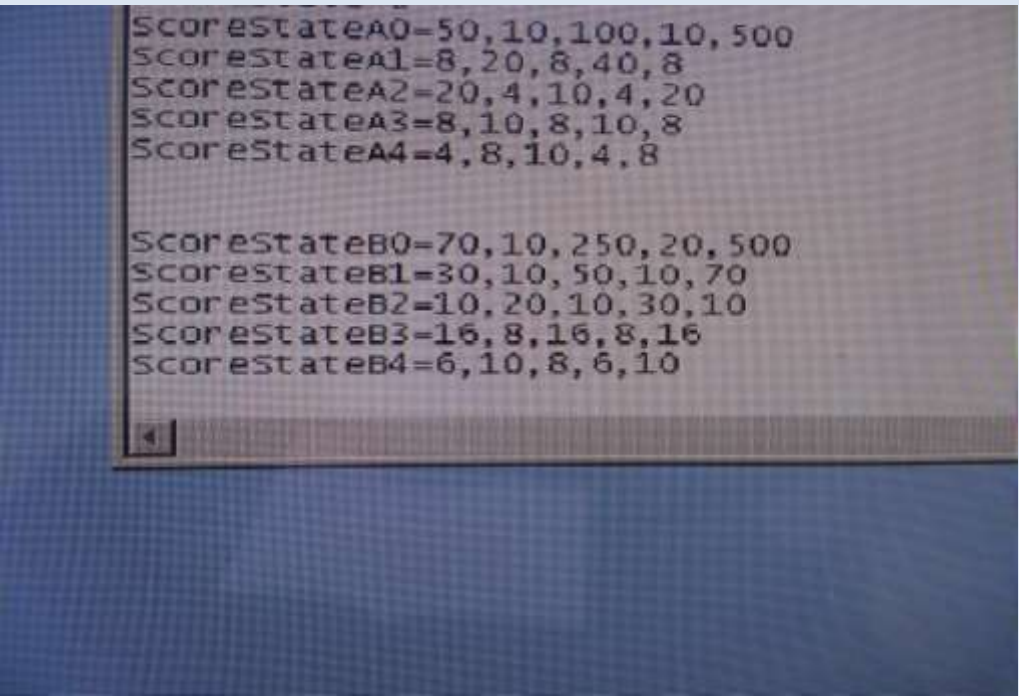 ScoreStateA0=50,10,100,10,500
ScoreStateA1=8,20,8,40,8
ScoreStateA2=20,4,10,4,20
ScoreStateA3=8,10,8,10,8
ScoreStateA4=4,8,10,4,8
ScoreStateB0=70,10,250,20,500
ScoreStateB1=30,10,50,10,70
ScoreStateB2=10,20,10,30,10
ScoreStateB3=16,8,16,8,16
ScoreStateB4=6,10,8,6,10